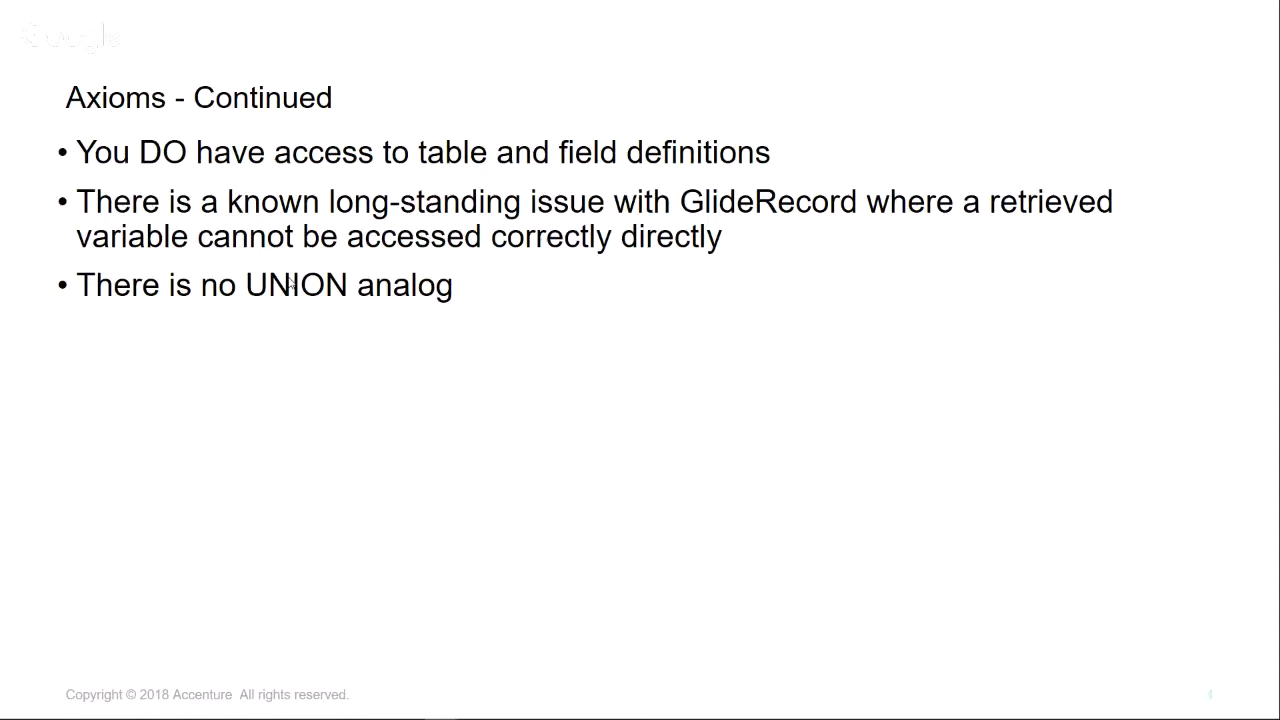 Google
Axioms - Continued
• You DO have access to table and field definitions
• There is a known long-standing issue with GlideRecord where a retrieved
variable cannot be accessed correctly directly
• There is no UNION analog
Copyright © 2018 Accenture All rights reserved.
4